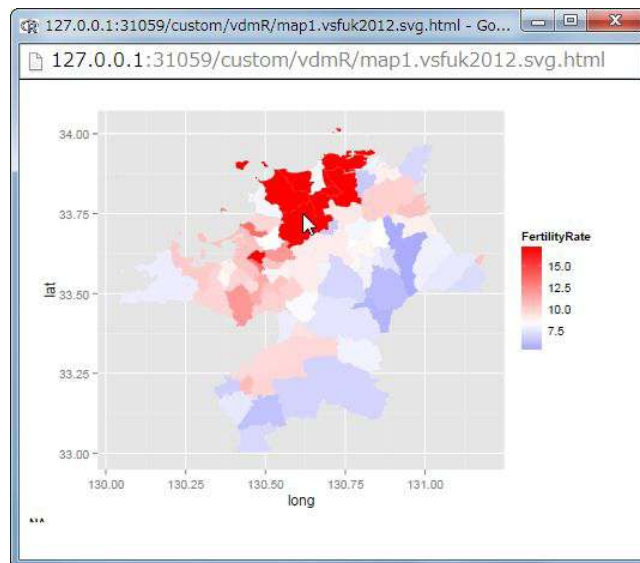 127.0.0.1:31059/custom/vdmR/map1.vsfuk2012.svg.html - Go...
127.0.0.1:31059/custom/vdmR/map1.vsfuk2012.svg.html
34.00
33.75
33.50
33.25
33.00
lat
130.00 130.25 130.50 130.75 131.00
long
FertilityRate
15.0
12.5
10.0
7.5